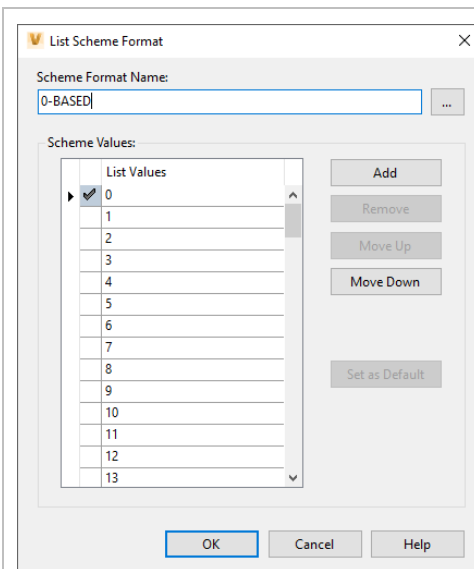 List Scheme Format
Scheme Format Name:
0-BASED
...
Scheme Values:
List Values
0
1
2
3
4
5
6
7
8
9
10
11
12
13
Add
Remove
Move Up
Move Down
Set as Default
OK
Cancel
Help